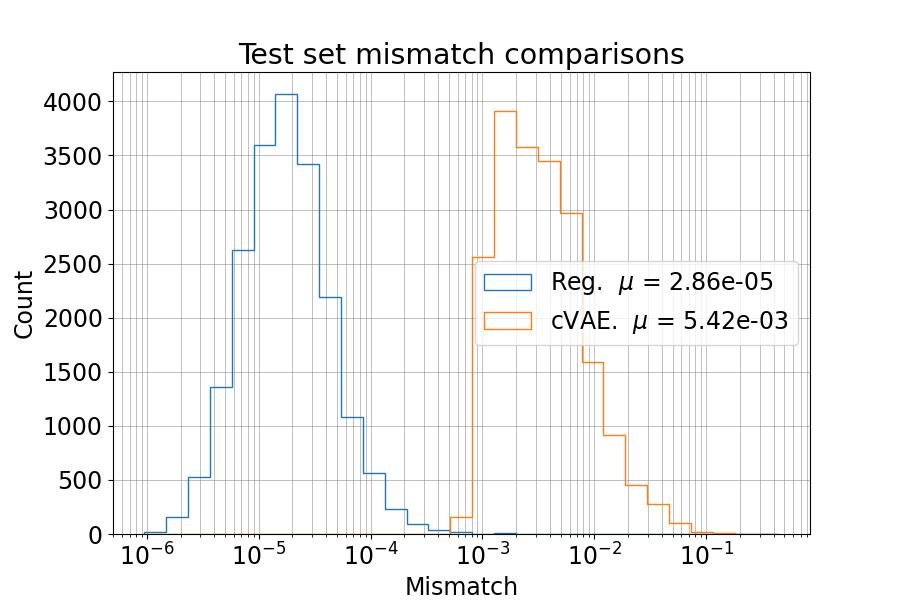 Test set mismatch comparisons
4000
3500
3000
2500
2000
1500
1000
500
0
Count
Reg. μ = 2.86e-05
cVAE. μ = 5.42e-03
10⁻⁶ 10⁻⁵ 10⁻⁴ 10⁻³ 10⁻² 10⁻¹
Mismatch